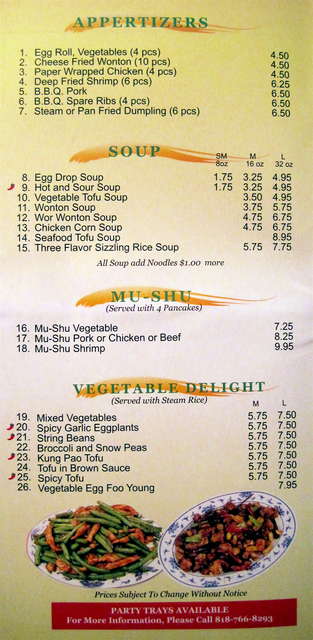 APPERTIZERS
1. Egg Roll, Vegetables (4 pcs) 4.50
2. Cheese Fried Wonton (10 pcs) 4.50
3. Paper Wrapped Chicken (4 pcs) 4.50
4. Deep Fried Shrimp (6 pcs) 6.25
5. B.B.Q. Pork 6.50
6. B.B.Q. Spare Ribs (4 pcs) 6.50
7. Steam or Pan Fried Dumpling (6 pcs) 6.50
SOUP
SM M L
8oz 16 oz 32 oz
8. Egg Drop Soup 1.75 3.25 4.95
9. Hot and Sour Soup 1.75 3.25 4.95
10. Vegetable Tofu Soup 3.50 4.95
11. Wonton Soup 3.75 5.75
12. Wor Wonton Soup 4.75 6.75
13. Chicken Corn Soup 4.75 6.75
14. Seafood Tofu Soup 8.95
15. Three Flavor Sizzling Rice Soup 5.75 7.75
All Soup add Noodles $1.00 more
MU-SHU
(Served with 4 Pancakes)
16. Mu-Shu Vegetable 7.25
17. Mu-Shu Pork or Chicken or Beef 8.25
18. Mu-Shu Shrimp 9.95
VEGETABLE DELIGHT
(Served with Steam Rice)
M L
19. Mixed Vegetables 5.75 7.50
20. Spicy Garlic Eggplants 5.75 7.50
21. String Beans 5.75 7.50
22. Broccoli and Snow Peas 5.75 7.50
23. Kung Pao Tofu 5.75 7.50
24. Tofu in Brown Sauce 5.75 7.50
25. Spicy Tofu 5.75 7.50
26. Vegetable Egg Foo Young 7.95
Prices Subject To Change Without Notice
PARTY TRAYS AVAILABLE
For More Information, Please Call 818-766-8293